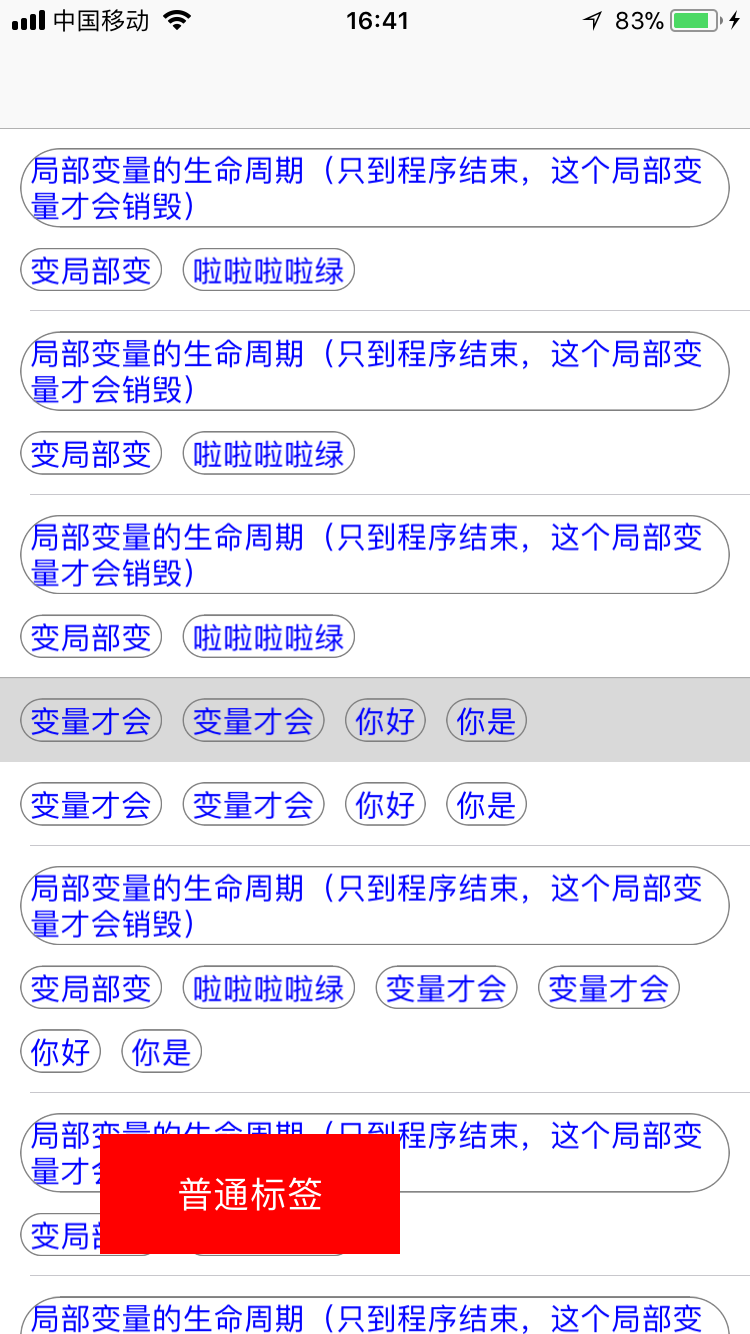 中国移动 16:41 83%
局部变量的生命周期（只到程序结束，这个局部变
量才会销毁）
变局部变 啦啦啦啦绿
局部变量的生命周期（只到程序结束，这个局部变
量才会销毁）
变局部变 啦啦啦啦绿
局部变量的生命周期（只到程序结束，这个局部变
量才会销毁）
变局部变 啦啦啦啦绿
变量才会 变量才会 你好 你是
变量才会 变量才会 你好 你是
局部变量的生命周期（只到程序结束，这个局部变
量才会销毁）
变局部变 啦啦啦啦绿 变量才会 变量才会
你好 你是
局部变量的生命周期（只到程序结束，这个局部变
量才
普通标签
变局
局部变量的生命周期（只到程序结束，这个局部变